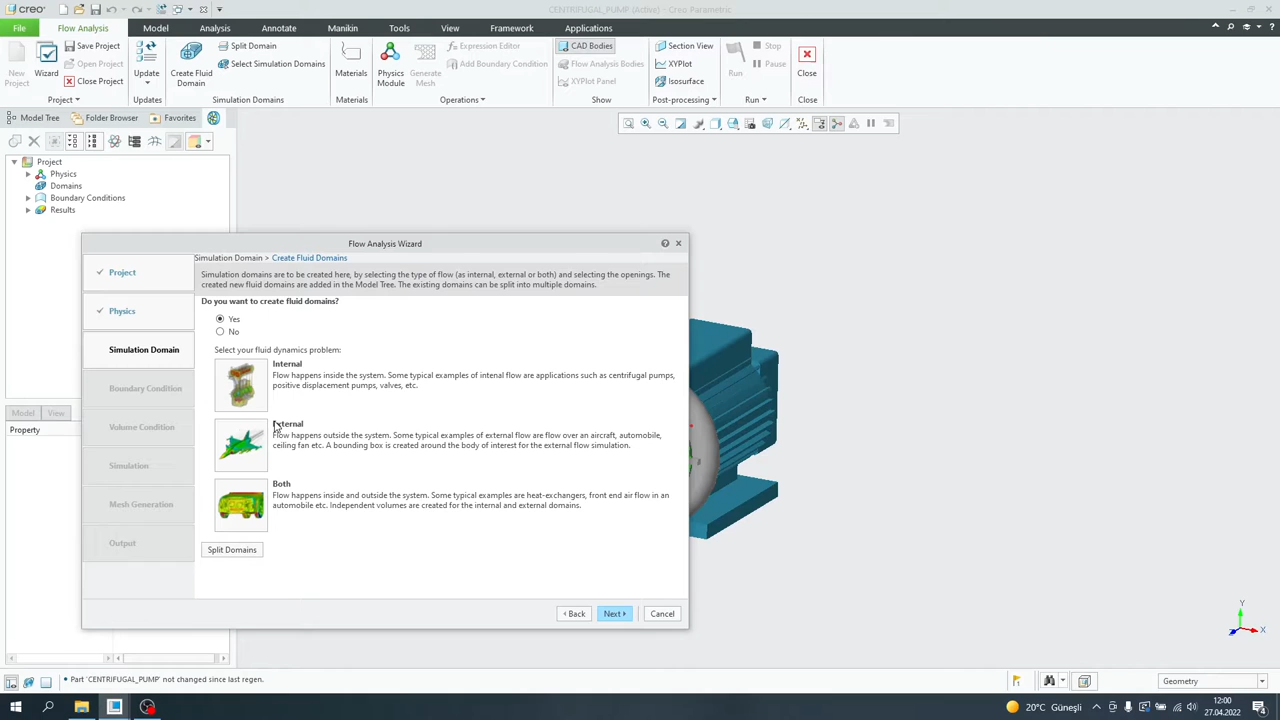 creo
CENTRIFUGAL_PUMP (Active) - Creo Parametric
File
Flow Analysis
Model
Analysis
Annotate
Manikin
Tools
View
Framework
Applications
New Project
Wizard
Save Project
Open Project
Close Project
Update
Create Fluid Domain
Split Domain
Select Simulation Domains
Materials
Physics Module
Generate Mesh
Expression Editor
Add Boundary Condition
CAD Bodies
Flow Analysis Bodies
XYPlot Panel
Section View
XYPlot
Isosurface
Run
Stop
Pause
Close
Project
Updates
Simulation Domains
Materials
Operations
Show
Post-processing
Run
Close
Model Tree
Folder Browser
Favorites
Project
Physics
Domains
Boundary Conditions
Results
Model
View
Property
Flow Analysis Wizard
Project
Physics
Simulation Domain
Boundary Condition
Volume Condition
Simulation
Mesh Generation
Output
Simulation Domain > Create Fluid Domains
Simulation domains are to be created here, by selecting the type of flow (as internal, external or both) and selecting the openings. The
created new fluid domains are added in the Model Tree. The existing domains can be split into multiple domains.
Do you want to create fluid domains?
Yes
No
Select your fluid dynamics problem:
Internal
Flow happens inside the system. Some typical examples of intenal flow are applications such as centrifugal pumps,
positive displacement pumps, valves, etc.
External
Flow happens outside the system. Some typical examples of external flow are flow over an aircraft, automobile,
ceiling fan etc. A bounding box is created around the body of interest for the external flow simulation.
Both
Flow happens inside and outside the system. Some typical examples are heat-exchangers, front end air flow in an
automobile etc. Independent volumes are created for the internal and external domains.
Split Domains
Back
Next
Cancel
Y
X
Z
• Part 'CENTRIFUGAL_PUMP' not changed since last regen.
Geometry
20°C Güneşli
12:00
27.04.2022